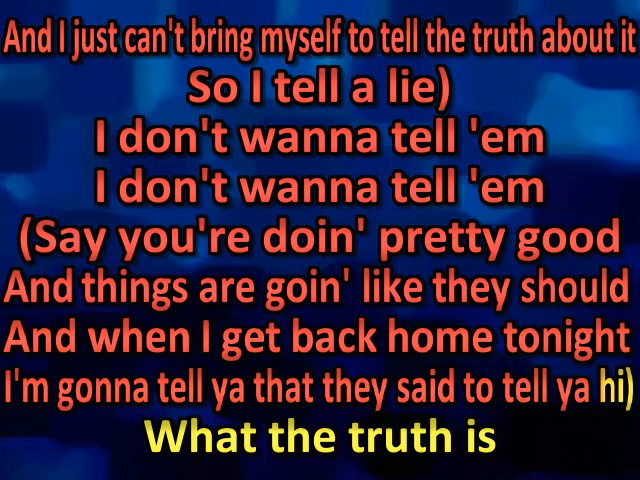 And I just can't bring myself to tell the truth about it
So I tell a lie)
I don't wanna tell 'em
I don't wanna tell 'em
(Say you're doin' pretty good
And things are goin' like they should
And when I get back home tonight
I'm gonna tell ya that they said to tell ya hi)
What the truth is